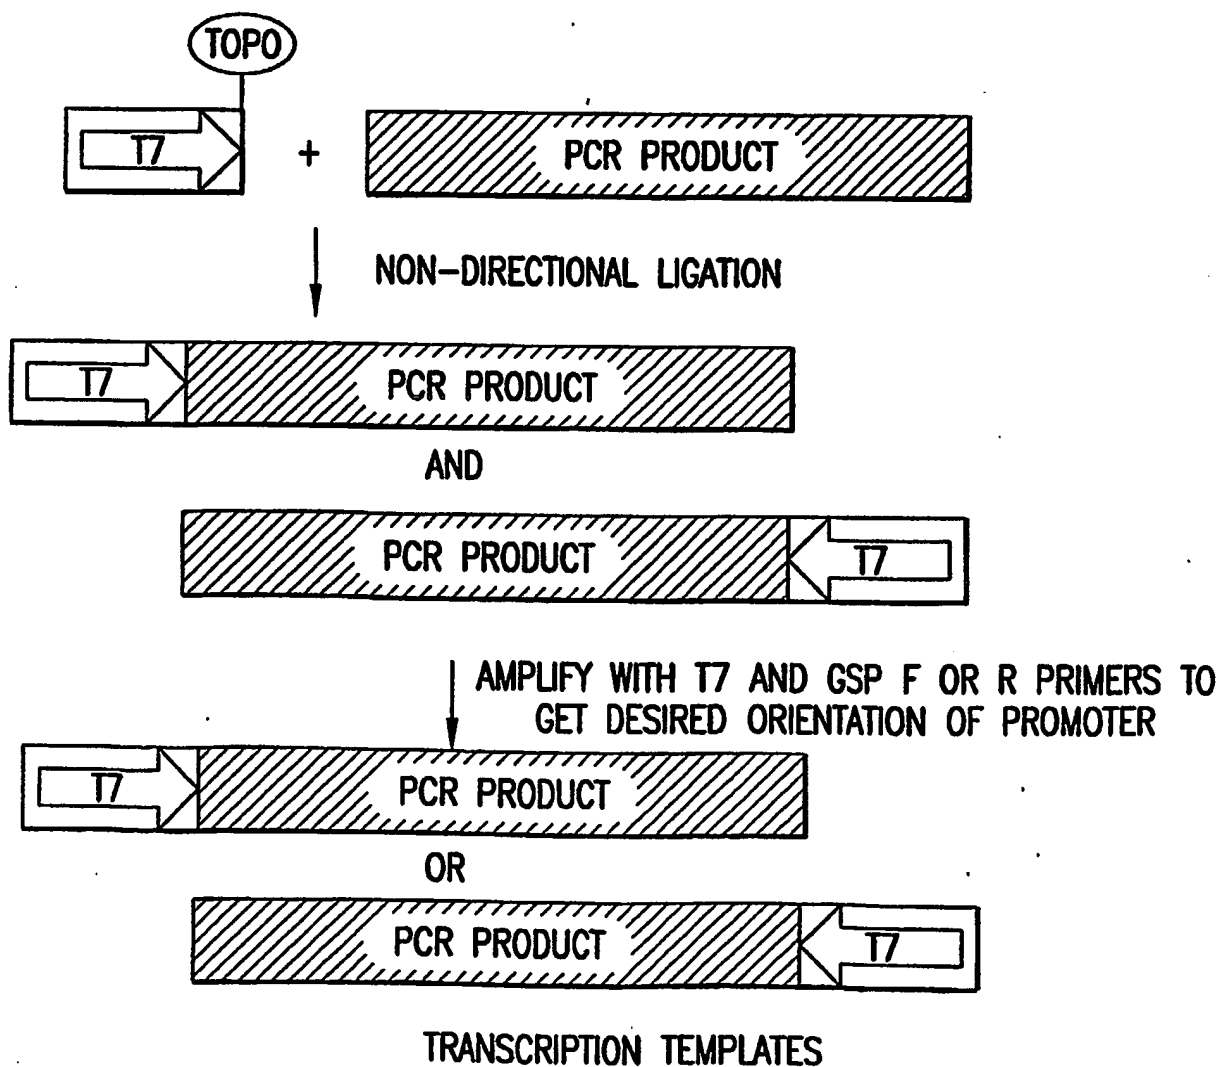 TOPO
T7
+
PCR PRODUCT
NON-DIRECTIONAL LIGATION
T7
PCR PRODUCT
AND
PCR PRODUCT
T7
AMPLIFY WITH T7 AND GSP F OR R PRIMERS TO
GET DESIRED ORIENTATION OF PROMOTER
T7
PCR PRODUCT
OR
PCR PRODUCT
T7
TRANSCRIPTION TEMPLATES